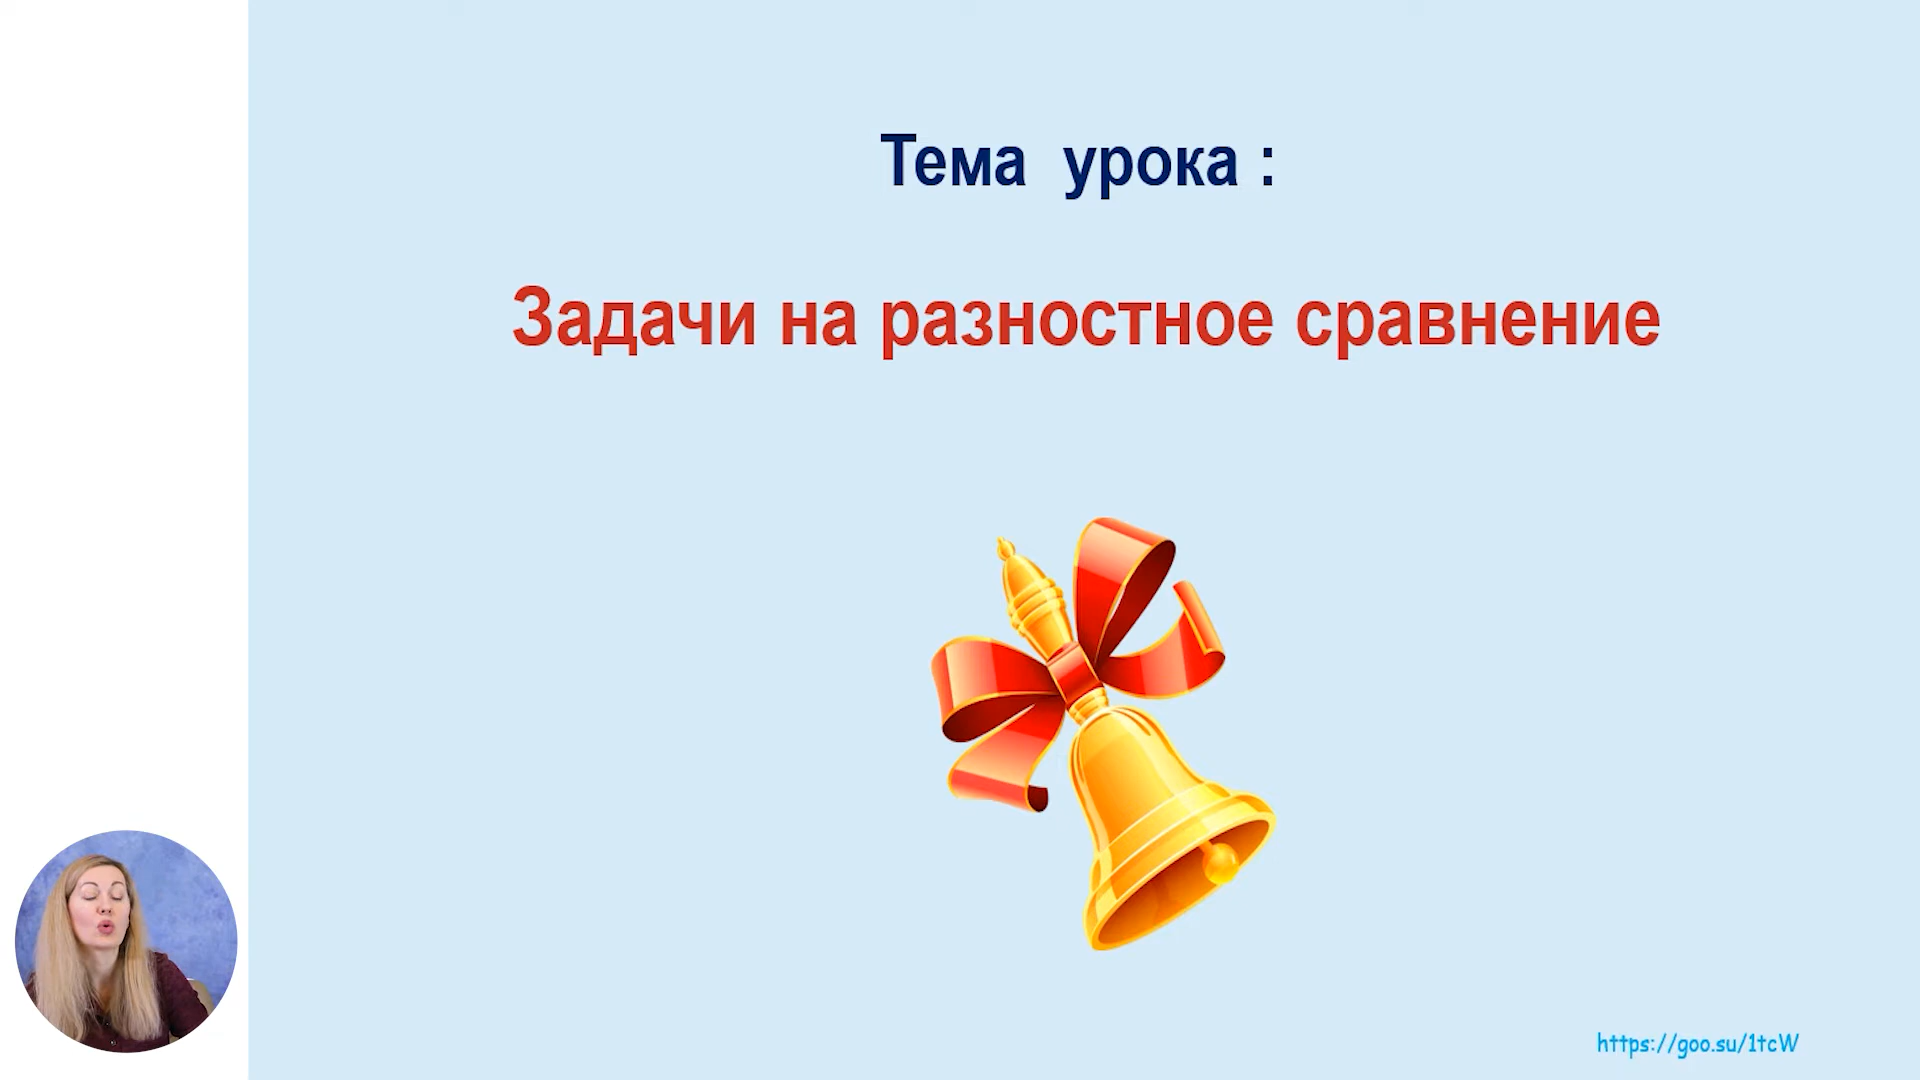 Тема урока :
Задачи на разностное сравнение
https://goo.su/1tcW